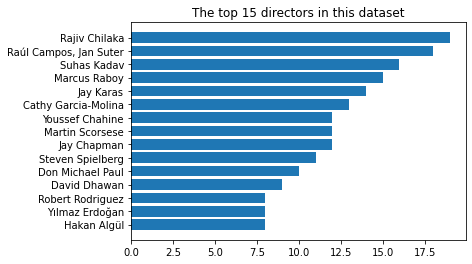 The top 15 directors in this dataset
Rajiv Chilaka
Raúl Campos, Jan Suter
Suhas Kadav
Marcus Raboy
Jay Karas
Cathy Garcia-Molina
Youssef Chahine
Martin Scorsese
Jay Chapman
Steven Spielberg
Don Michael Paul
David Dhawan
Robert Rodriguez
Yılmaz Erdoğan
Hakan Algül
0.0 2.5 5.0 7.5 10.0 12.5 15.0 17.5